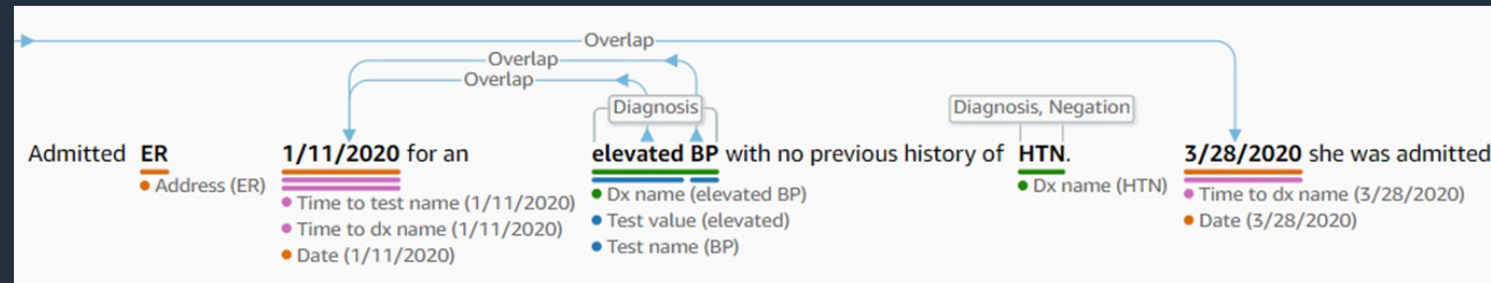 Overlap
Overlap
Overlap
Diagnosis
Diagnosis, Negation
Admitted ER 1/11/2020 for an elevated BP with no previous history of HTN. 3/28/2020 she was admitted
Address (ER)
Time to test name (1/11/2020)
Time to dx name (1/11/2020)
Date (1/11/2020)
Dx name (elevated BP)
Test value (elevated)
Test name (BP)
Dx name (HTN)
Time to dx name (3/28/2020)
Date (3/28/2020)